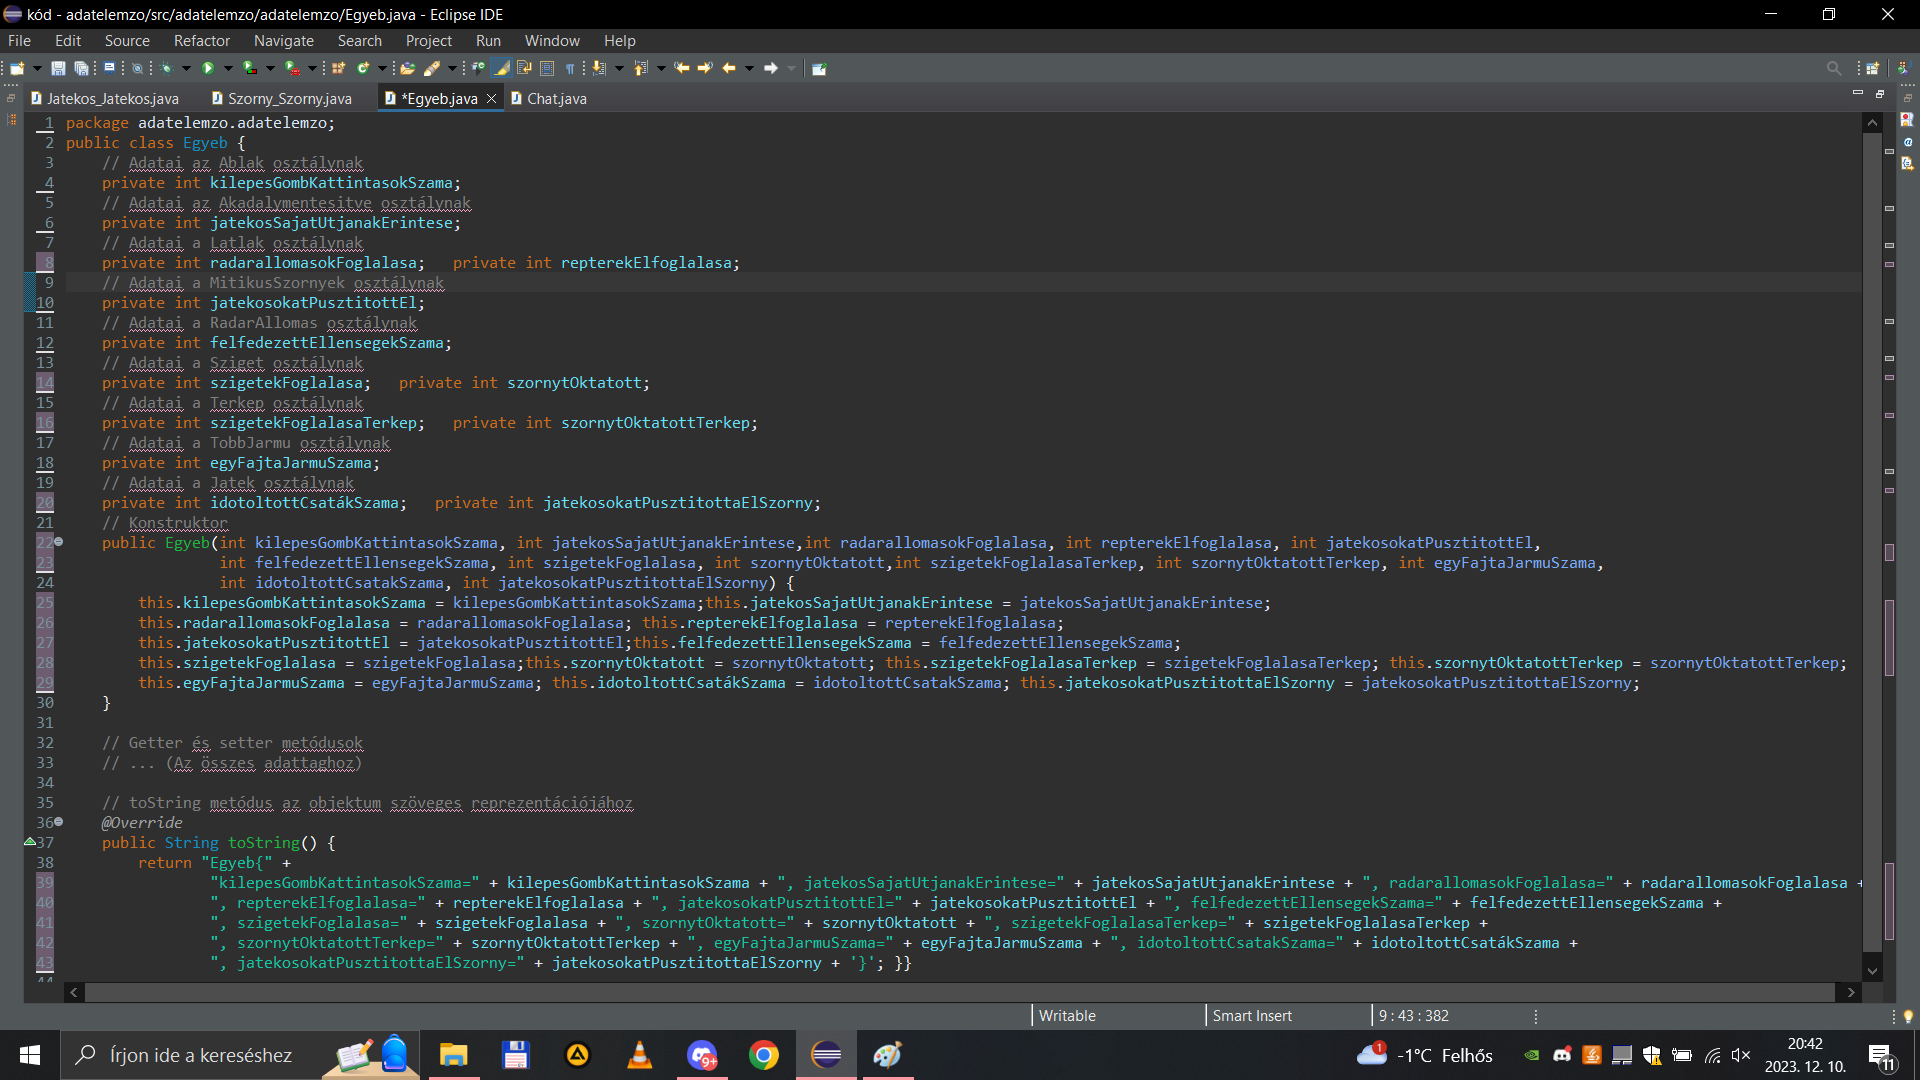 kód - adatelemzo/src/adatelemzo/adatelemzo/Egyeb.java - Eclipse IDE
File Edit Source Refactor Navigate Search Project Run Window Help
Jatekos_Jatekos.java Szorny_Szorny.java *Egyeb.java Chat.java
1 package adatelemzo.adatelemzo;
2 public class Egyeb {
3 // Adatai az Ablak osztálynak
4 private int kilepesGombKattintasokSzama;
5 // Adatai az Akadalymentesitve osztálynak
6 private int jatekosSajatUtjanakErintese;
7 // Adatai a Latlak osztálynak
8 private int radarallomasokFoglalasa; private int repterekElfoglalasa;
9 // Adatai a MitikusSzornyek osztálynak
10 private int jatekosokatPusztitottEl;
11 // Adatai a RadarAllomas osztálynak
12 private int felfedezettEllensegekSzama;
13 // Adatai a Sziget osztálynak
14 private int szigetekFoglalasa; private int szornytOktatott;
15 // Adatai a Terkep osztálynak
16 private int szigetekFoglalasaTerkep; private int szornytOktatottTerkep;
17 // Adatai a TobbJarmu osztálynak
18 private int egyFajtaJarmuSzama;
19 // Adatai a Jatek osztálynak
20 private int idotoltottCsatákSzama; private int jatekosokatPusztitottaElSzorny;
21 // Konstruktor
22 public Egyeb(int kilepesGombKattintasokSzama, int jatekosSajatUtjanakErintese,int radarallomasokFoglalasa, int repterekElfoglalasa, int jatekosokatPusztitottEl,
23 int felfedezettEllensegekSzama, int szigetekFoglalasa, int szornytOktatott,int szigetekFoglalasaTerkep, int szornytOktatottTerkep, int egyFajtaJarmuSzama,
24 int idotoltottCsatakSzama, int jatekosokatPusztitottaElSzorny) {
25 this.kilepesGombKattintasokSzama = kilepesGombKattintasokSzama;this.jatekosSajatUtjanakErintese = jatekosSajatUtjanakErintese;
26 this.radarallomasokFoglalasa = radarallomasokFoglalasa; this.repterekElfoglalasa = repterekElfoglalasa;
27 this.jatekosokatPusztitottEl = jatekosokatPusztitottEl;this.felfedezettEllensegekSzama = felfedezettEllensegekSzama;
28 this.szigetekFoglalasa = szigetekFoglalasa;this.szornytOktatott = szornytOktatott; this.szigetekFoglalasaTerkep = szigetekFoglalasaTerkep; this.szornytOktatottTerkep = szornytOktatottTerkep;
29 this.egyFajtaJarmuSzama = egyFajtaJarmuSzama; this.idotoltottCsatákSzama = idotoltottCsatakSzama; this.jatekosokatPusztitottaElSzorny = jatekosokatPusztitottaElSzorny;
30 }
31
32 // Getter és setter metódusok
33 // ... (Az összes adattaghoz)
34
35 // toString metódus az objektum szöveges reprezentációjához
36 @Override
37 public String toString() {
38 return "Egyeb{" +
39 "kilepesGombKattintasokSzama=" + kilepesGombKattintasokSzama + ", jatekosSajatUtjanakErintese=" + jatekosSajatUtjanakErintese + ", radarallomasokFoglalasa=" + radarallomasokFoglalasa +
40 ", repterekElfoglalasa=" + repterekElfoglalasa + ", jatekosokatPusztitottEl=" + jatekosokatPusztitottEl + ", felfedezettEllensegekSzama=" + felfedezettEllensegekSzama +
41 ", szigetekFoglalasa=" + szigetekFoglalasa + ", szornytOktatott=" + szornytOktatott + ", szigetekFoglalasaTerkep=" + szigetekFoglalasaTerkep +
42 ", szornytOktatottTerkep=" + szornytOktatottTerkep + ", egyFajtaJarmuSzama=" + egyFajtaJarmuSzama + ", idotoltottCsatakSzama=" + idotoltottCsatákSzama +
43 ", jatekosokatPusztitottaElSzorny=" + jatekosokatPusztitottaElSzorny + '}'; }}
44
Writable Smart Insert 9 : 43 : 382
Írjon ide a kereséshez 9+ 1 -1°C Felhős 20:42
2023. 12. 10. 11